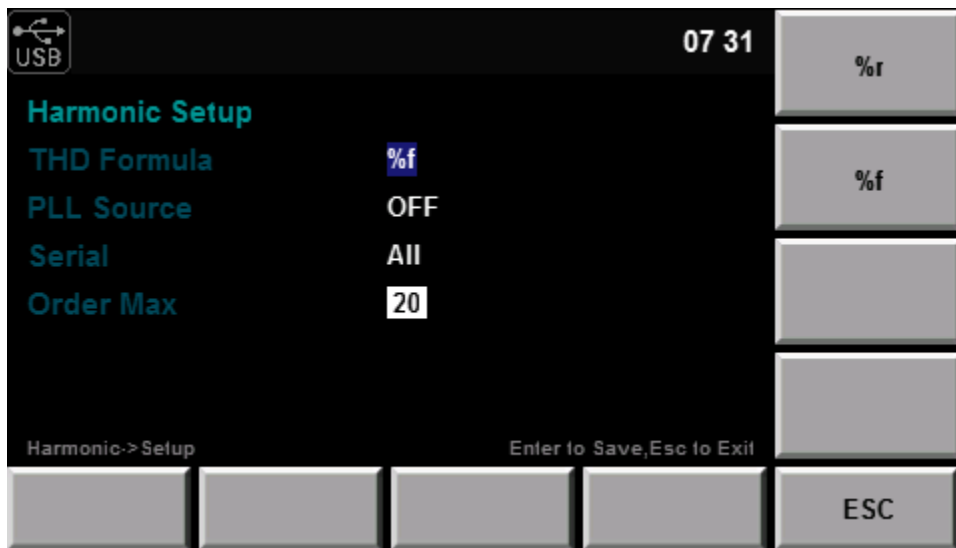 USB
07 31
%r
Harmonic Setup
THD Formula %f
%f
PLL Source OFF
Serial All
Order Max 20
Harmonic->Setup Enter to Save,Esc to Exit
ESC